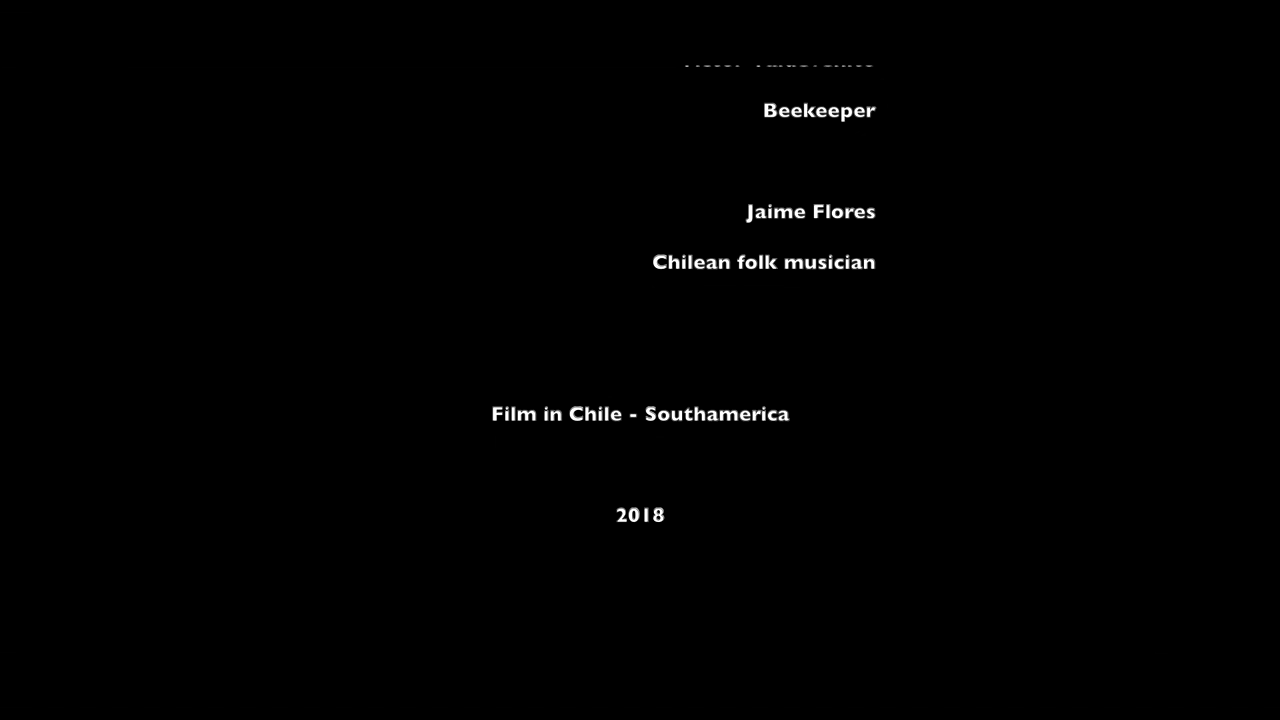 Beekeeper
Jaime Flores
Chilean folk musician
Film in Chile - Southamerica
2018